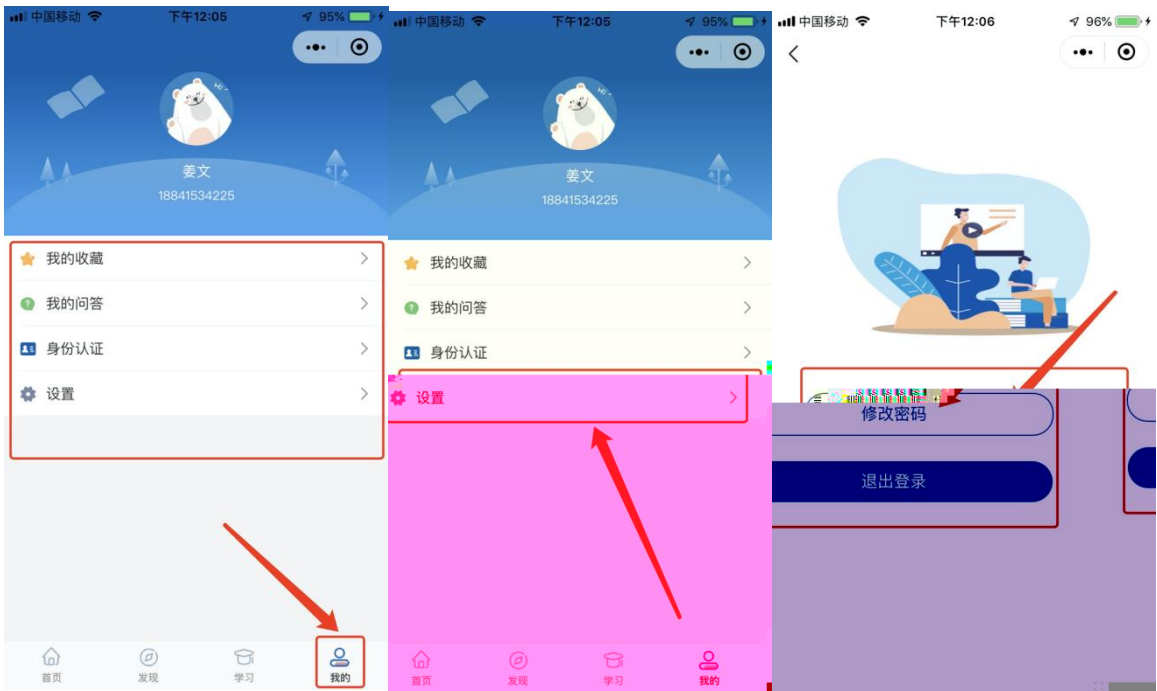 中国移动 下午12:05 95%
姜文
18841534225
我的收藏
我的问答
身份认证
设置
首页 发现 学习 我的
中国移动 下午12:05 95%
姜文
18841534225
我的收藏
我的问答
身份认证
设置
首页 发现 学习 我的
中国移动 下午12:06 96%
修改密码
退出登录